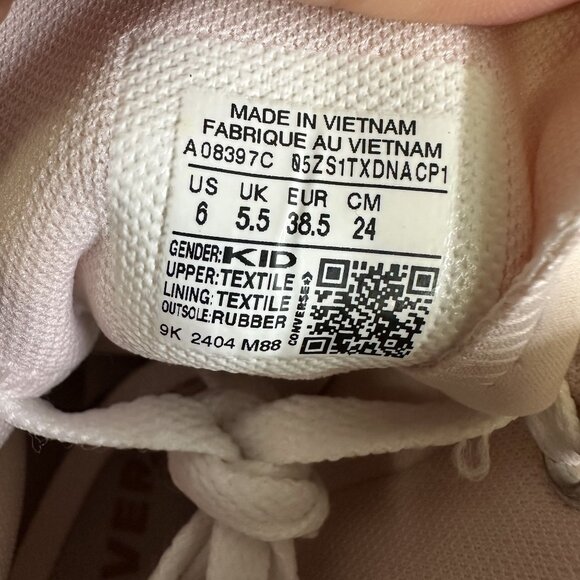 MADE IN VIETNAM
FABRIQUE AU VIETNAM
A08397C 05ZS1TXDNACP1
US UK EUR CM
6 5.5 38.5 24
GENDER:KID
UPPER:TEXTILE
LINING:TEXTILE
OUTSOLE:RUBBER
9K 2404 M88
CONVERSE
VER